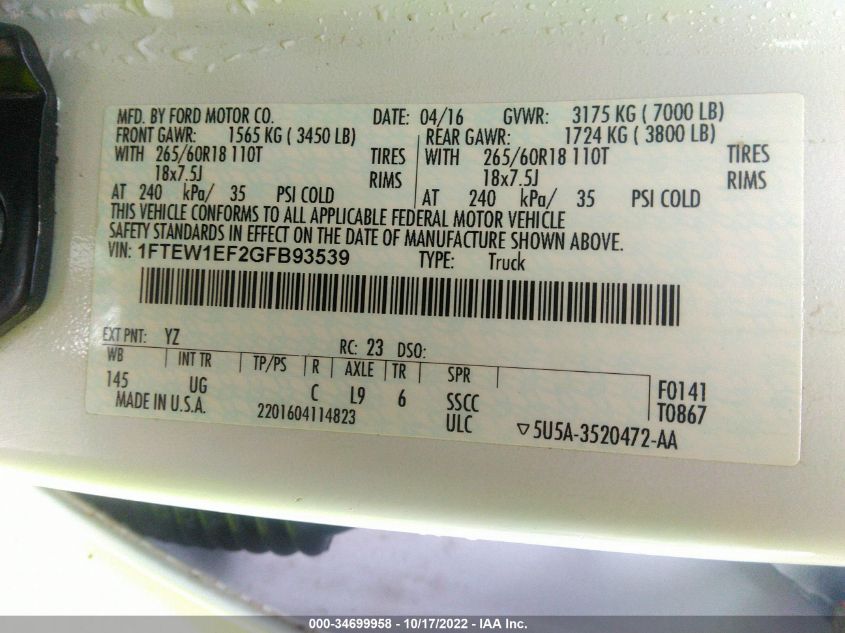 MFD. BY FORD MOTOR CO. DATE: 04/16 GVWR: 3175 KG ( 7000 LB)
FRONT GAWR: 1565 KG ( 3450 LB) REAR GAWR: 1724 KG ( 3800 LB)
WITH 265/60R18 110T TIRES WITH 265/60R18 110T TIRES
18x7.5J RIMS 18x7.5J RIMS
AT 240 kPa/ 35 PSI COLD AT 240 kPa/ 35 PSI COLD
THIS VEHICLE CONFORMS TO ALL APPLICABLE FEDERAL MOTOR VEHICLE
SAFETY STANDARDS IN EFFECT ON THE DATE OF MANUFACTURE SHOWN ABOVE.
VIN: 1FTEW1EF2GFB93539 TYPE: Truck
EXT PNT: YZ RC: 23 DSO:
WB INT TR TP/PS R AXLE TR SPR
145 UG C L9 6 SSCC F0141
MADE IN U.S.A. 2201604114823 ULC T0867
▽5U5A-3520472-AA
000-34699958 - 10/17/2022 - IAA Inc.